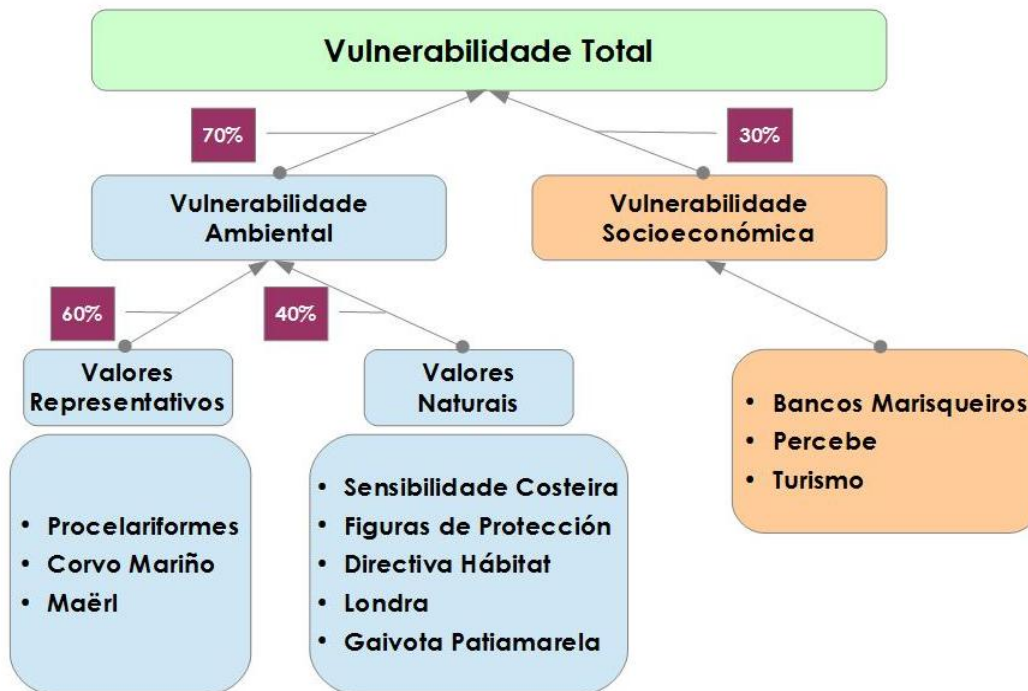 Vulnerabilidade Total
70%
30%
Vulnerabilidade
Ambiental
Vulnerabilidade
Socioeconómica
60%
40%
Valores
Representativos
Valores
Naturais
• Procelariformes
• Corvo Mariño
• Maërl
• Sensibilidade Costeira
• Figuras de Protección
• Directiva Hábitat
• Londra
• Gaivota Patiamarela
• Bancos Marisqueiros
• Percebe
• Turismo